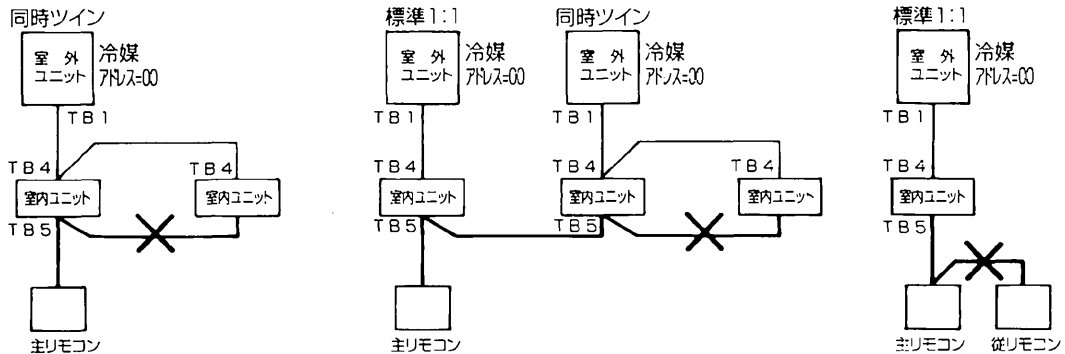 同時ツイン
室 外
ユニット
冷媒
アドレス=00
TB1
TB4
TB4
室内ユニット
室内ユニット
TB5
主リモコン
標準1:1
同時ツイン
室 外
ユニット
冷媒
アドレス=00
室 外
ユニット
冷媒
アドレス=00
TB1
TB1
TB4
TB4
TB4
室内ユニット
室内ユニット
室内ユニット
TB5
TB5
主リモコン
標準1:1
室 外
ユニット
冷媒
アドレス=00
TB1
TB4
室内ユニット
TB5
主リモコン
従リモコン